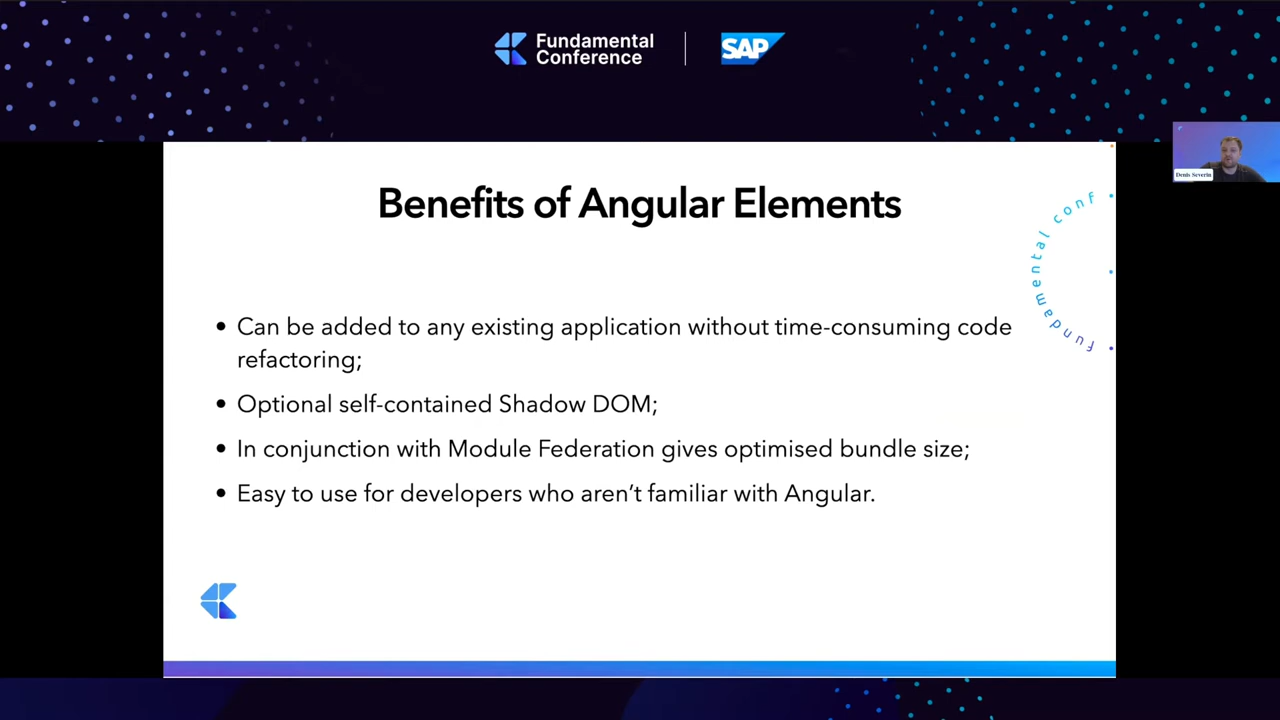 Fundamental
Conference
SAP
Denis Severin
Benefits of Angular Elements
fundamental conf
• Can be added to any existing application without time-consuming code
refactoring;
• Optional self-contained Shadow DOM;
• In conjunction with Module Federation gives optimised bundle size;
• Easy to use for developers who aren’t familiar with Angular.